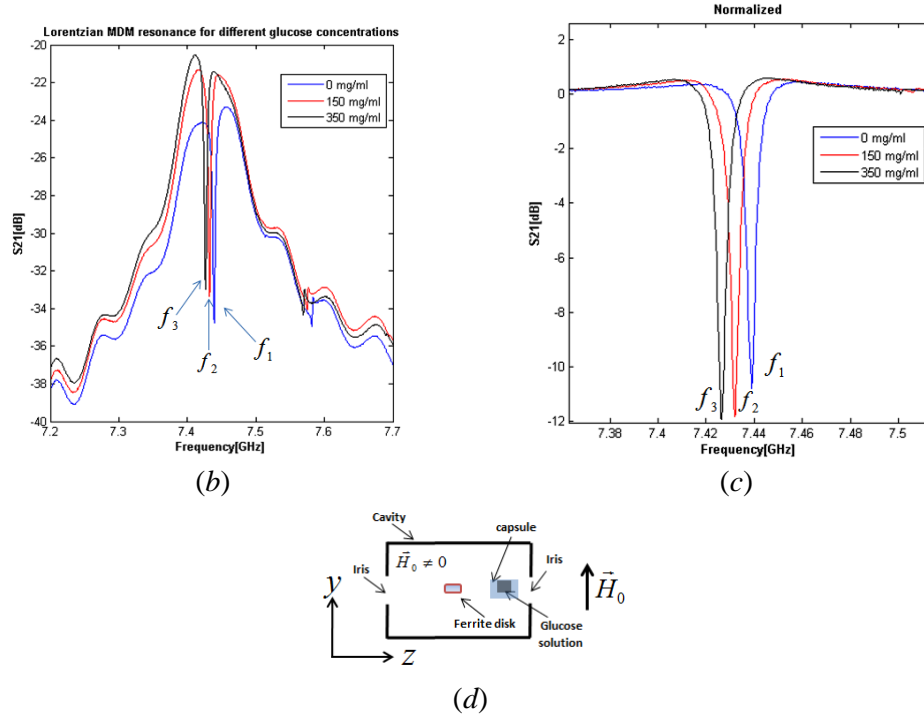 Lorentzian MDM resonance for different glucose concentrations
-20
-22
-24
-26
-28
-30
-32
-34
-36
-38
-40
S21[dB]
0 mg/ml
150 mg/ml
350 mg/ml
f3
f2
f1
7.2
7.3
7.4
7.5
7.6
7.7
Frequency[GHz]
(b)
Normalized
2
0
-2
-4
-6
-8
-10
-12
S21[dB]
0 mg/ml
150 mg/ml
350 mg/ml
f1
f3
f2
7.38
7.4
7.42
7.44
7.46
7.48
7.5
Frequency[GHz]
(c)
Cavity
capsule
Iris
H⃗0 ≠ 0
Iris
y
H⃗0
Ferrite disk
Glucose
solution
z
(d)